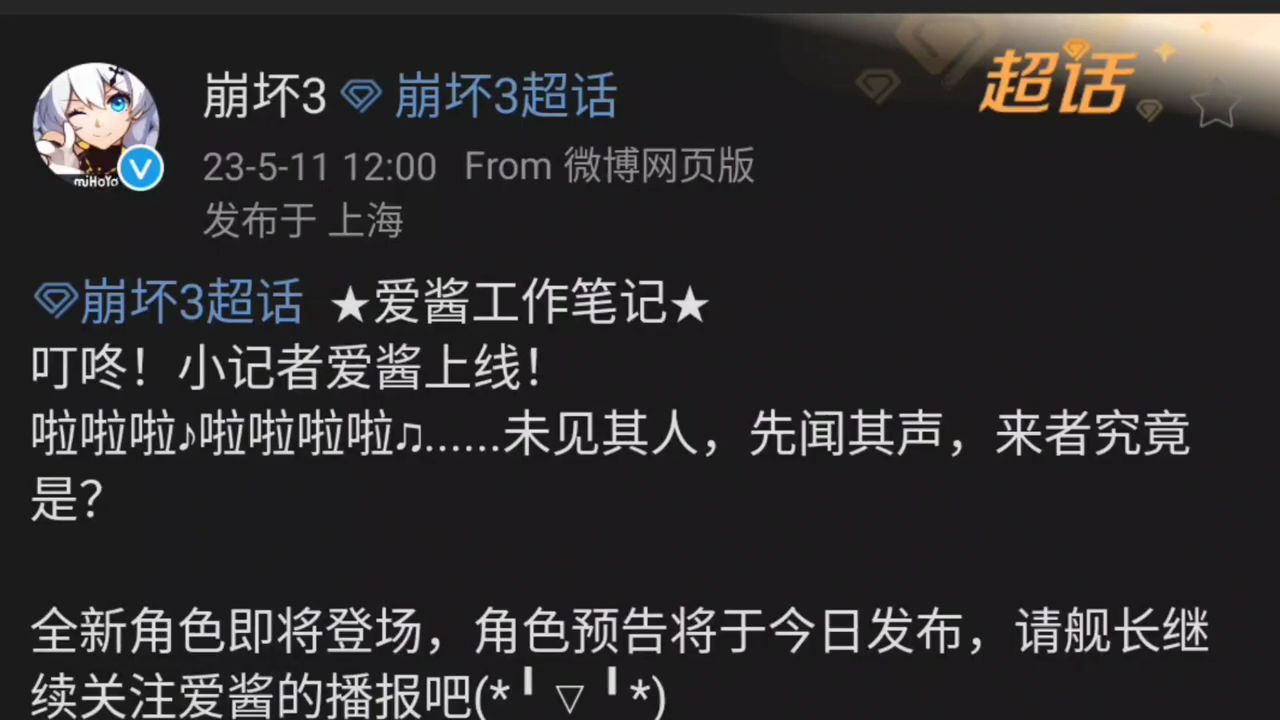 超话
崩坏3 崩坏3超话
miHoYo
23-5-11 12:00 From 微博网页版
发布于 上海
崩坏3超话 ★爱酱工作笔记★
叮咚！小记者爱酱上线！
啦啦啦♪啦啦啦啦♫......未见其人，先闻其声，来者究竟
是？
全新角色即将登场，角色预告将于今日发布，请舰长继
续关注爱酱的播报吧(*╹▽╹*)